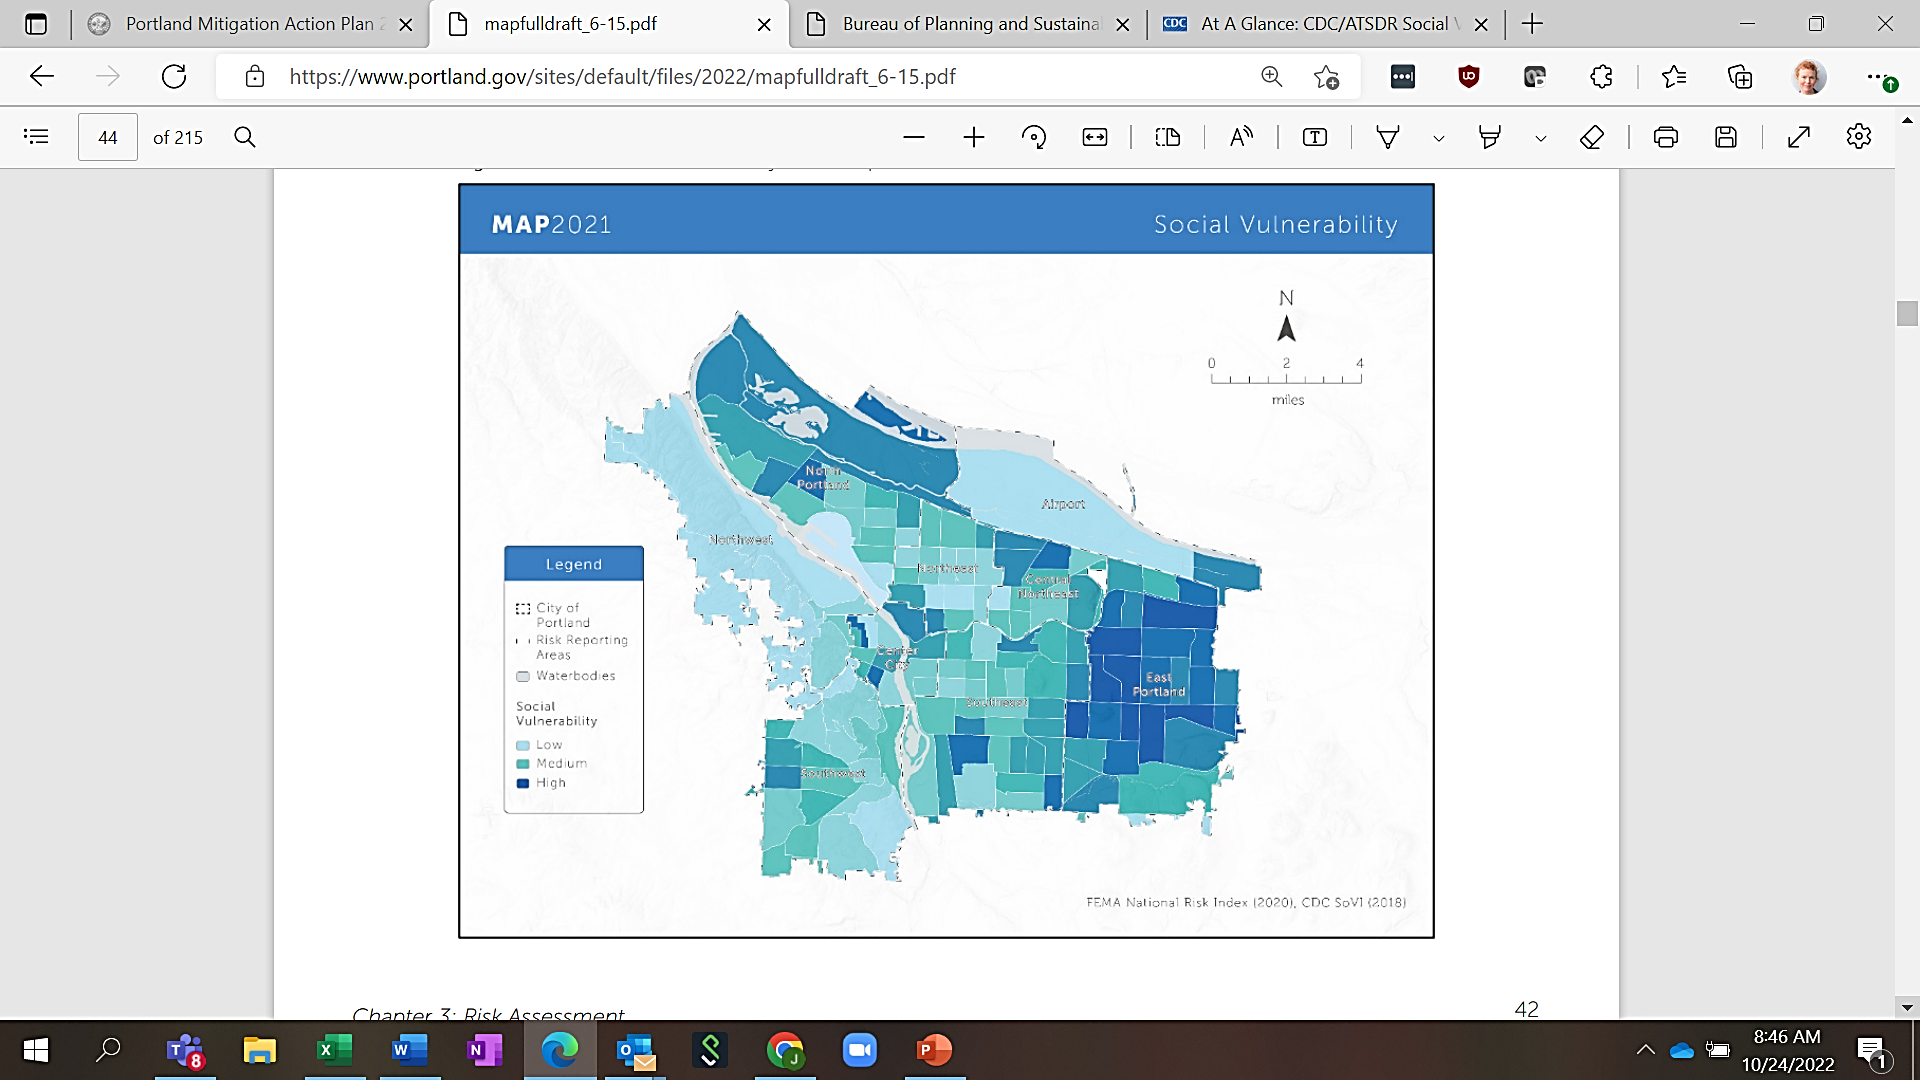 Portland Mitigation Action Plan 2
mapfulldraft_6-15.pdf
Bureau of Planning and Sustaina
CDC
At A Glance: CDC/ATSDR Social V
https://www.portland.gov/sites/default/files/2022/mapfulldraft_6-15.pdf
44
of 215
MAP2021
Social Vulnerability
N
0 2 4
miles
North
Portland
Airport
Northwest
Northeast
Central
Northeast
Center
City
East
Portland
Southeast
Southwest
Legend
City of
Portland
Risk Reporting
Areas
Waterbodies
Social
Vulnerability
Low
Medium
High
FEMA National Risk Index (2020), CDC SoVI (2018)
Chapter 3: Risk Assessment
42
8
J
8:46 AM
10/24/2022
1